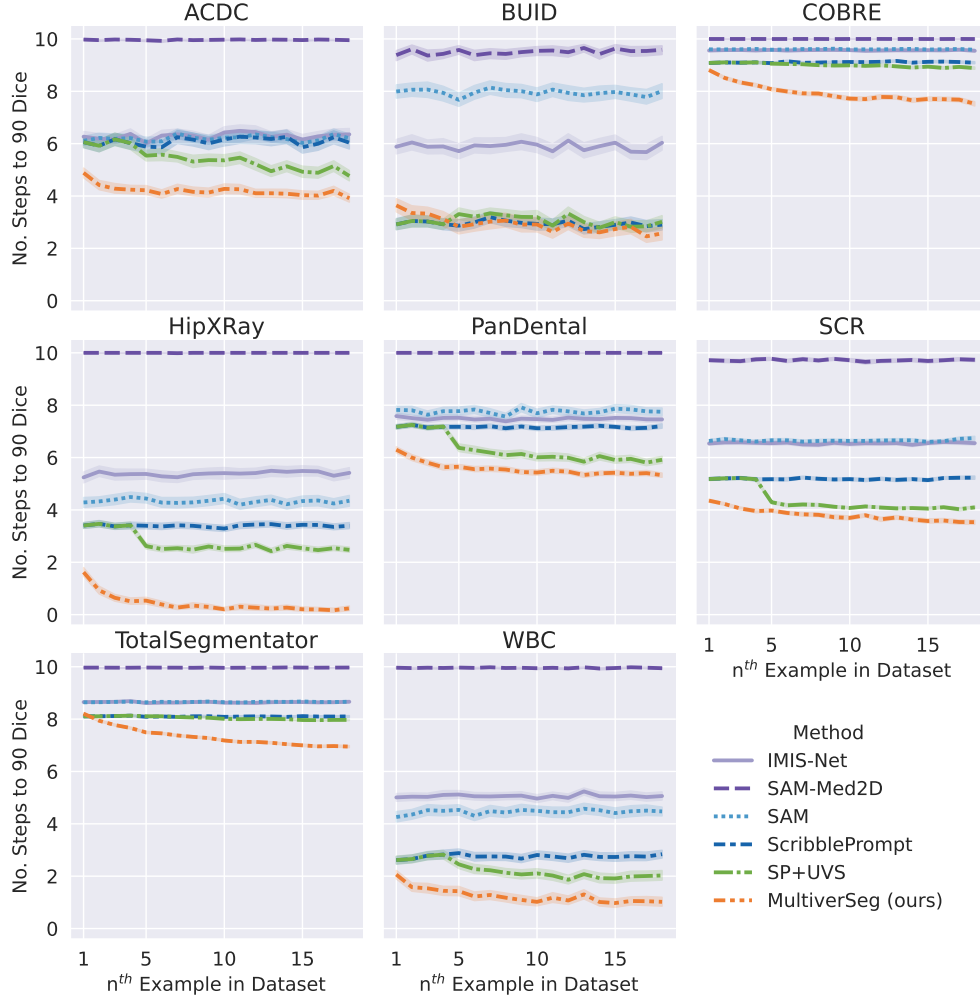 ACDC
BUID
COBRE
10
8
6
4
2
0
No. Steps to 90 Dice
HipXRay
PanDental
SCR
10
8
6
4
2
0
No. Steps to 90 Dice
1 5 10 15
nth Example in Dataset
TotalSegmentator
WBC
10
8
6
4
2
0
No. Steps to 90 Dice
1 5 10 15
nth Example in Dataset
1 5 10 15
nth Example in Dataset
Method
IMIS-Net
SAM-Med2D
SAM
ScribblePrompt
SP+UVS
MultiverSeg (ours)